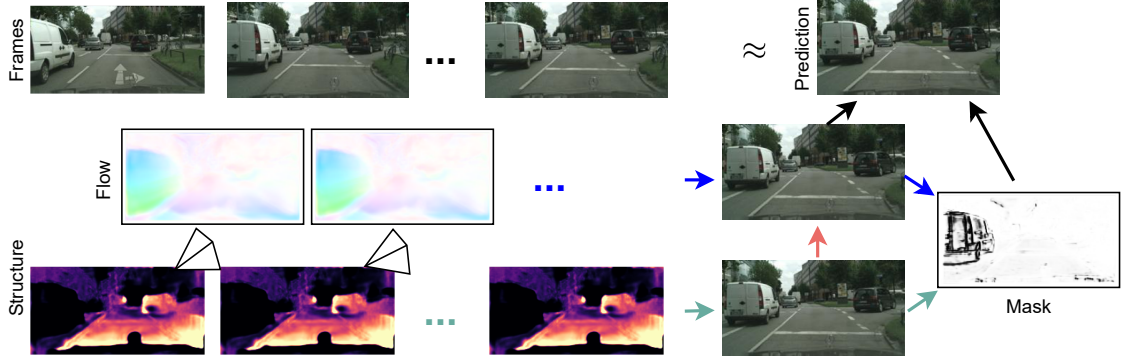 Frames
...
≈
Prediction
Flow
...
Structure
...
Mask